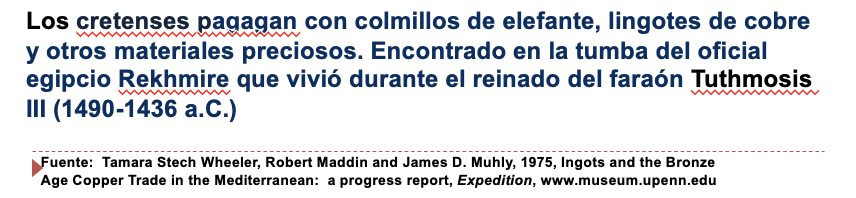 Los cretenses pagagan con colmillos de elefante, lingotes de cobre
y otros materiales preciosos. Encontrado en la tumba del oficial
egipcio Rekhmire que vivió durante el reinado del faraón Tuthmosis
III (1490-1436 a.C.)
Fuente: Tamara Stech Wheeler, Robert Maddin and James D. Muhly, 1975, Ingots and the Bronze
Age Copper Trade in the Mediterranean: a progress report, Expedition, www.museum.upenn.edu